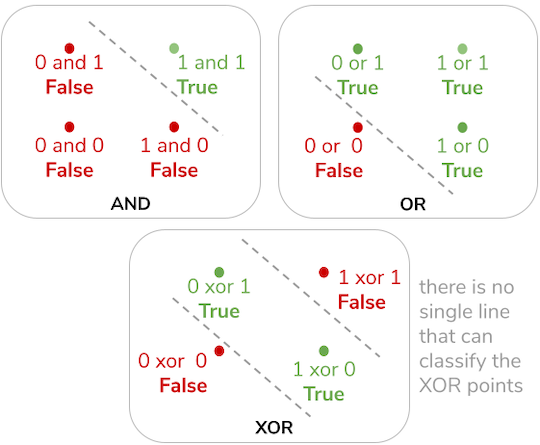 0 and 1
False
1 and 1
True
0 and 0
False
1 and 0
False
AND
0 or 1
True
1 or 1
True
0 or 0
False
1 or 0
True
OR
0 xor 1
True
1 xor 1
False
0 xor 0
False
1 xor 0
True
XOR
there is no
single line
that can
classify the
XOR points